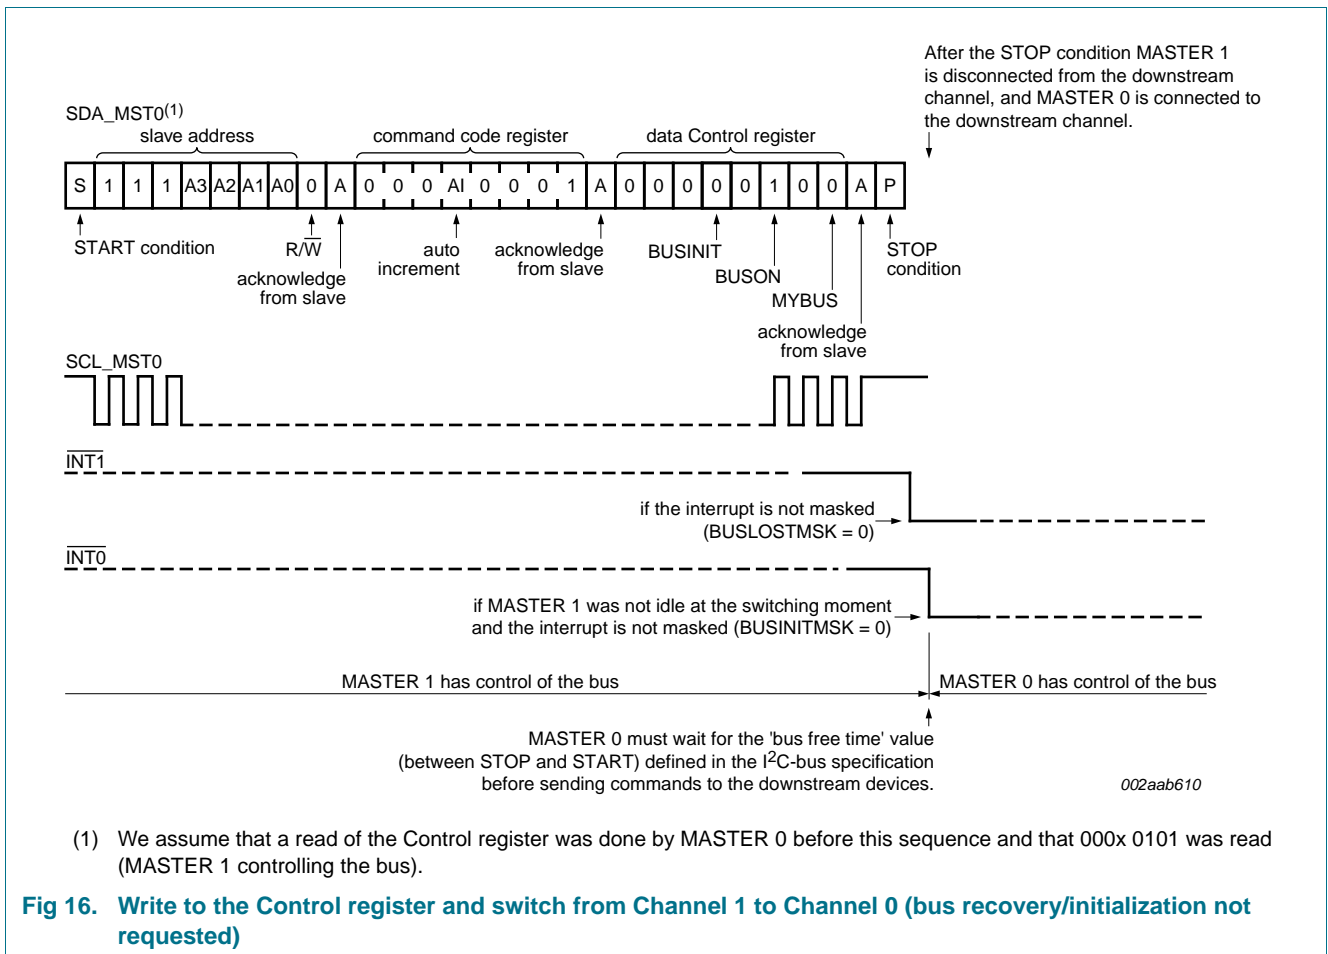 After the STOP condition MASTER 1
is disconnected from the downstream
channel, and MASTER 0 is connected to
the downstream channel.
SDA_MST0(1)
slave address command code register data Control register
S 1 1 1 A3 A2 A1 A0 0 A 0 0 0 AI 0 0 0 1 A 0 0 0 0 0 1 0 0 A P
START condition R/W auto increment acknowledge from slave BUSINIT STOP condition
acknowledge
from slave
BUSON
MYBUS
acknowledge
from slave
SCL_MST0
INT1
if the interrupt is not masked
(BUSLOSTMSK = 0)
INT0
if MASTER 1 was not idle at the switching moment
and the interrupt is not masked (BUSINITMSK = 0)
MASTER 1 has control of the bus MASTER 0 has control of the bus
MASTER 0 must wait for the 'bus free time' value
(between STOP and START) defined in the I2C-bus specification
before sending commands to the downstream devices.
002aab610
(1) We assume that a read of the Control register was done by MASTER 0 before this sequence and that 000x 0101 was read
(MASTER 1 controlling the bus).
Fig 16. Write to the Control register and switch from Channel 1 to Channel 0 (bus recovery/initialization not
requested)